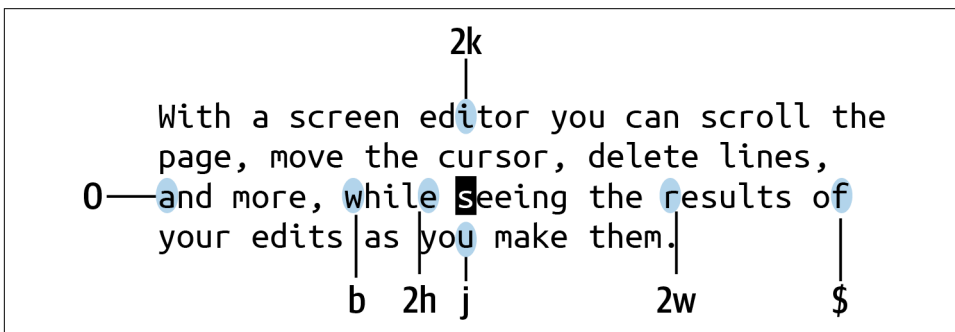 2k
With a screen editor you can scroll the
page, move the cursor, delete lines,
0 and more, while seeing the results of
your edits as you make them.
b 2h j 2w $